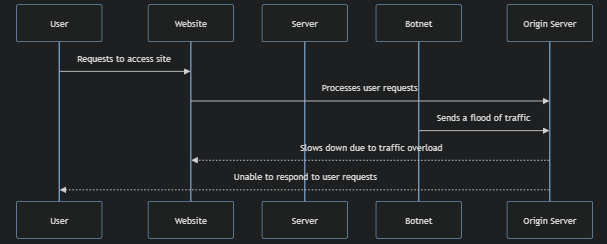 User Website Server Botnet Origin Server
Requests to access site
Processes user requests
Sends a flood of traffic
Slows down due to traffic overload
Unable to respond to user requests
User Website Server Botnet Origin Server